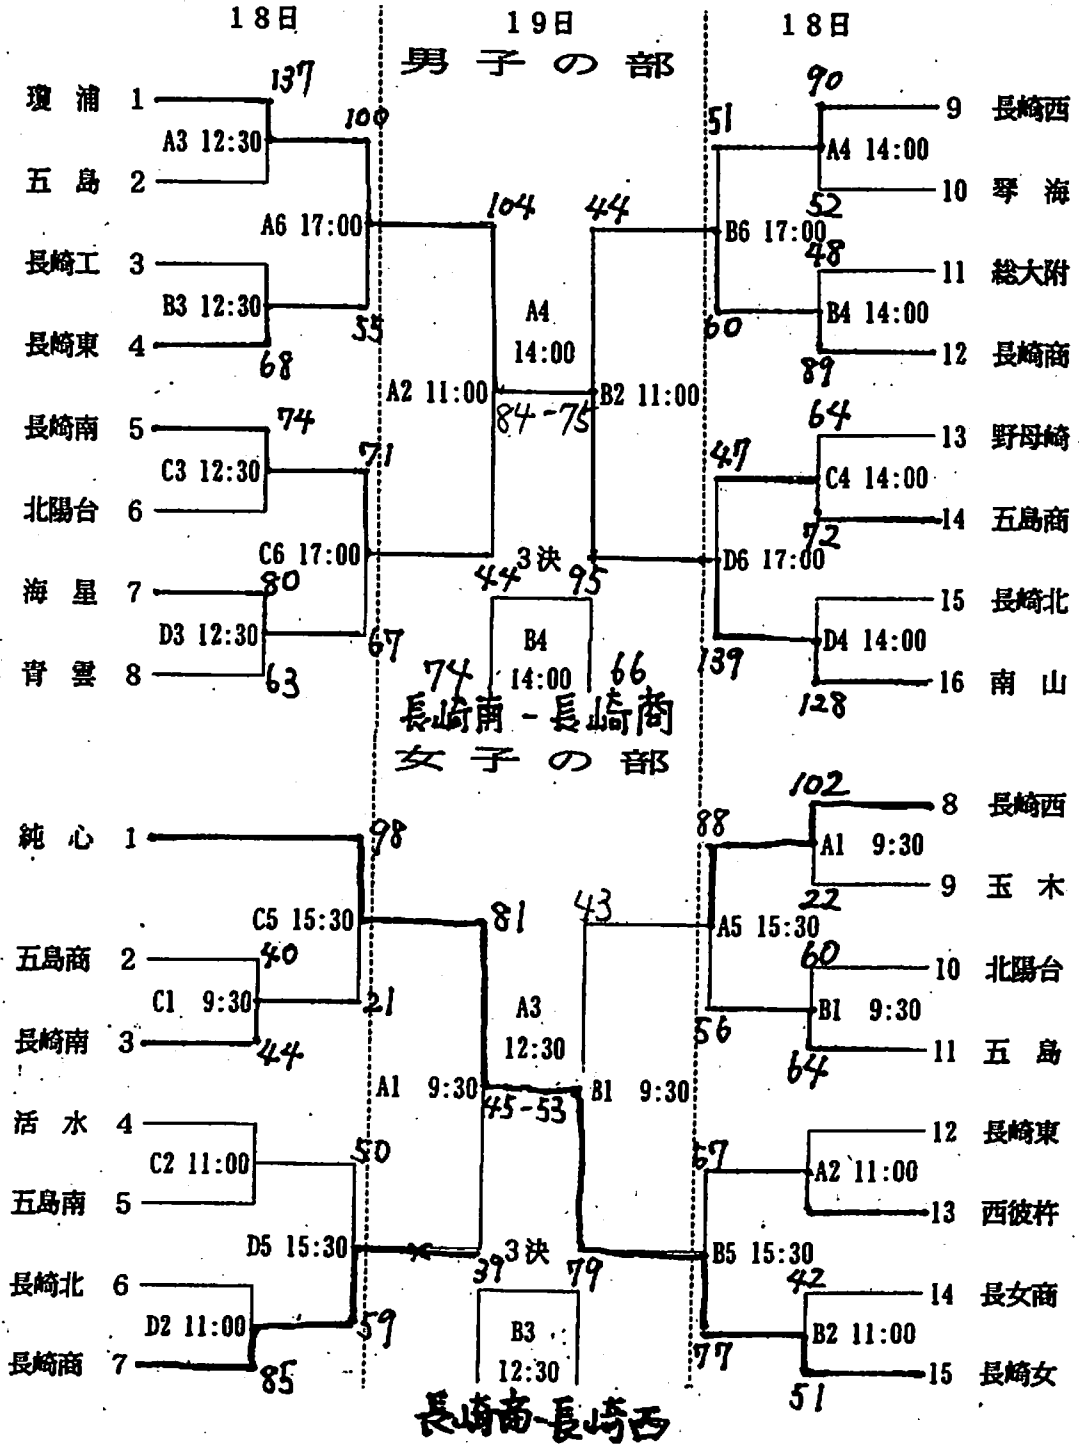 18日 19日 18日
男子の部
137 90
瓊浦 1 9 長崎西
100 51
A3 12:30 A4 14:00
五島 2 10 琴海
104 44 52
A6 17:00 B6 17:00
48
長崎工 3 11 総大附
B3 12:30 A4 B4 14:00
55 60
長崎東 4 14:00 12 長崎商
68 89
A2 11:00 B2 11:00
84-75
74 64
長崎南 5 13 野母崎
71 47
C3 12:30 C4 14:00
北陽台 6 14 五島商
72
C6 17:00 3決 D6 17:00
80 44 95
海星 7 15 長崎北
D3 12:30 B4 D4 14:00
67 139
青雲 8 14:00 16 南山
63 74 66 128
長崎南-長崎商
女子の部
102
純心 1 8 長崎西
98 88
A1 9:30
9 玉木
81 43 22
C5 15:30 A5 15:30
40 60
五島商 2 10 北陽台
C1 9:30 A3 B1 9:30
21 56
長崎南 3 12:30 11 五島
44 64
A1 9:30 B1 9:30
45-53
活水 4 12 長崎東
50 67
C2 11:00 A2 11:00
五島南 5 13 西彼杵
D5 15:30 3決 B5 15:30
39 79 42
長崎北 6 14 長女商
D2 11:00 B3 B2 11:00
59 77
長崎商 7 12:30 15 長崎女
85 51
長崎商-長崎西